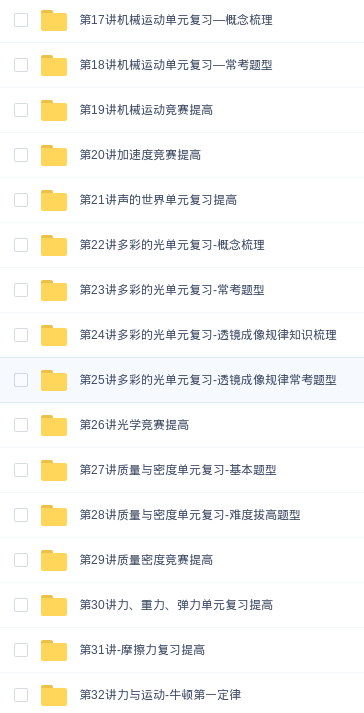 第17讲机械运动单元复习—概念梳理
第18讲机械运动单元复习—常考题型
第19讲机械运动竞赛提高
第20讲加速度竞赛提高
第21讲声的世界单元复习提高
第22讲多彩的光单元复习-概念梳理
第23讲多彩的光单元复习-常考题型
第24讲多彩的光单元复习-透镜成像规律知识梳理
第25讲多彩的光单元复习-透镜成像规律常考题型
第26讲光学竞赛提高
第27讲质量与密度单元复习-基本题型
第28讲质量与密度单元复习-难度拔高题型
第29讲质量密度竞赛提高
第30讲力、重力、弹力单元复习提高
第31讲-摩擦力复习提高
第32讲力与运动-牛顿第一定律